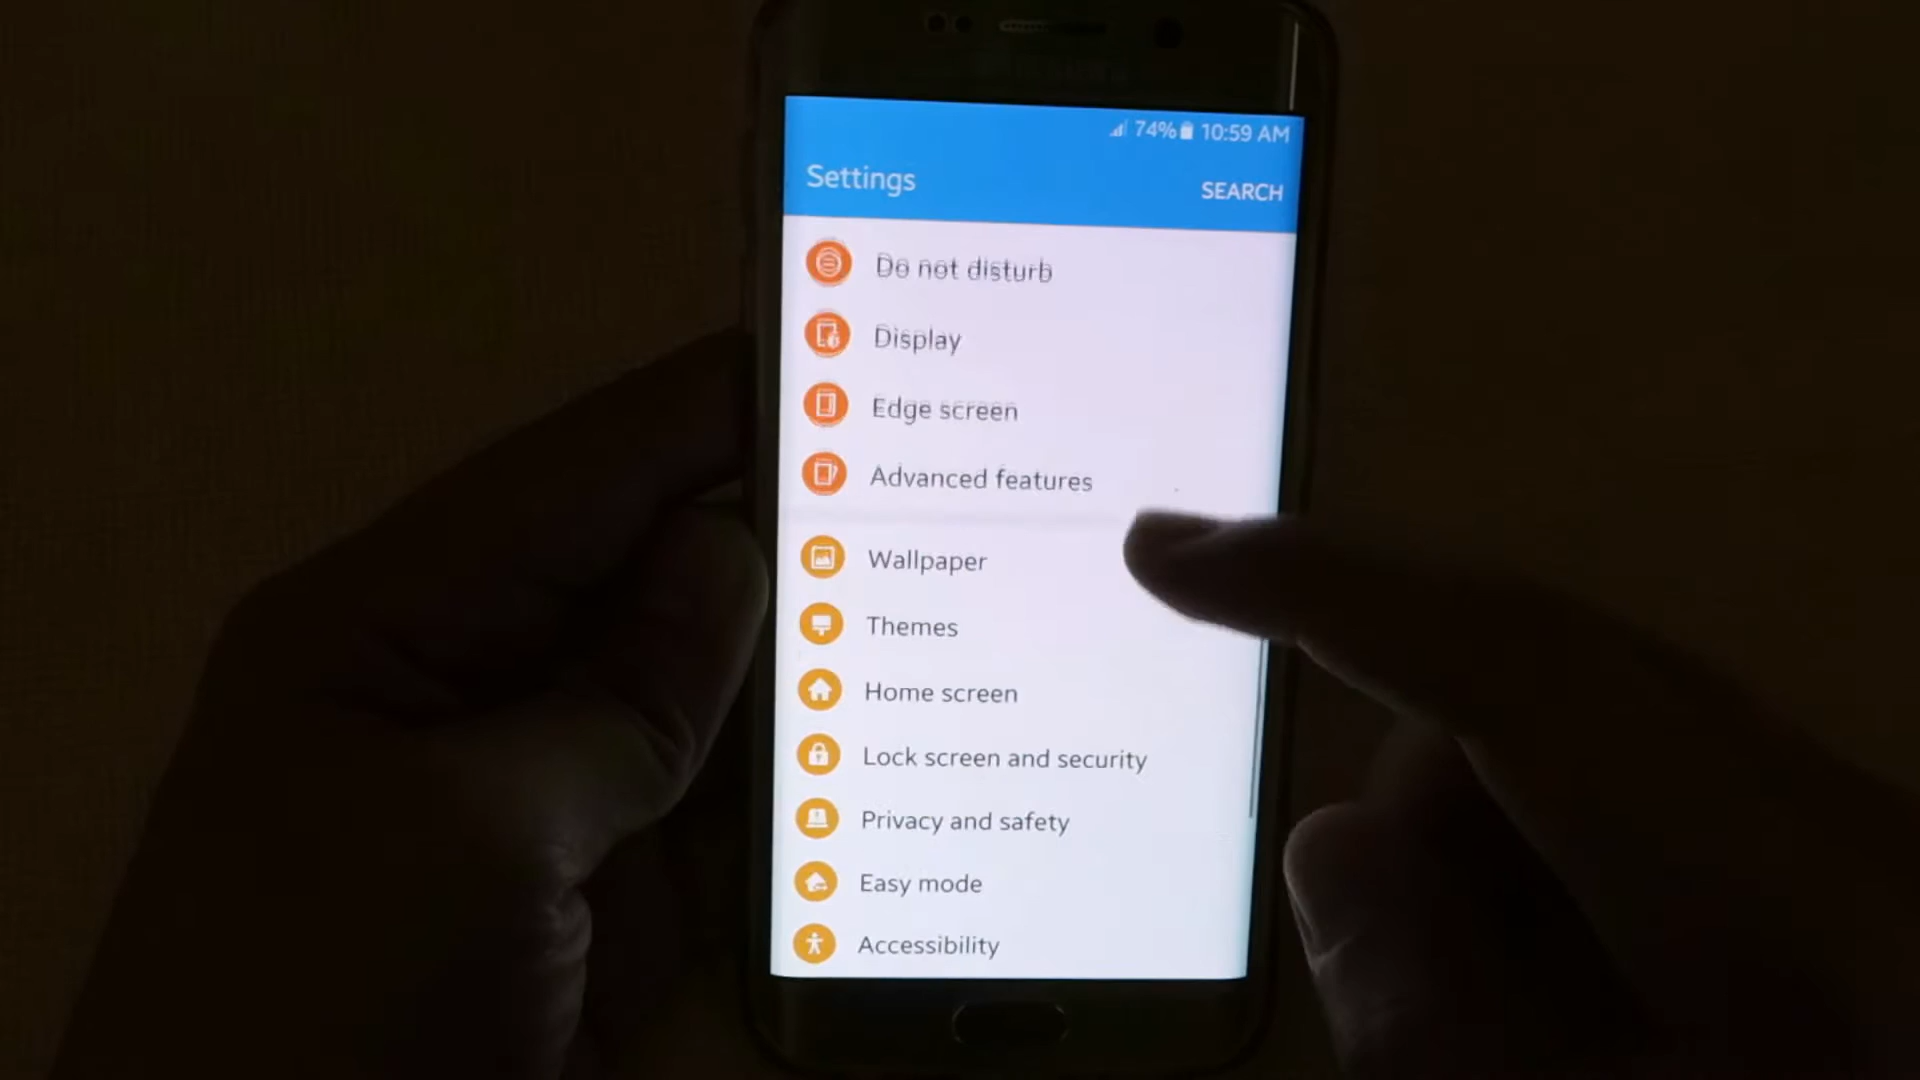 74% 10:59 AM
Settings
SEARCH
Do not disturb
Display
Edge screen
Advanced features
Wallpaper
Themes
Home screen
Lock screen and security
Privacy and safety
Easy mode
Accessibility